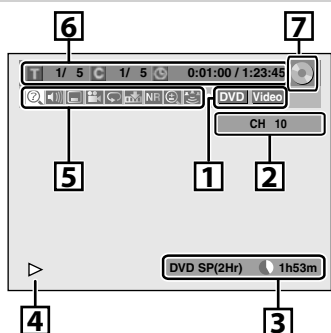 6 7
T 1/ 5 C 1/ 5 0:01:00 / 1:23:45
? NR DVD Video
CH 10
5 1 2
DVD SP(2Hr) 1h53m
4 3